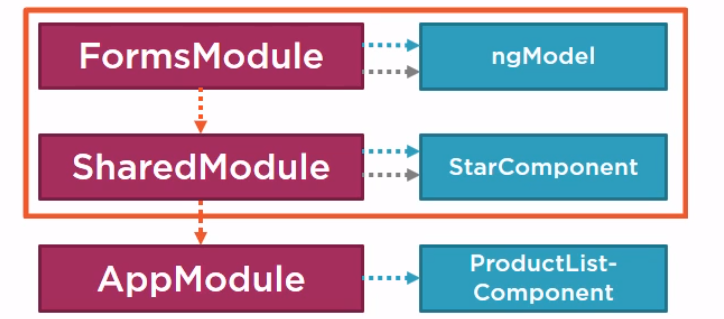 FormsModule
ngModel
SharedModule
StarComponent
AppModule
ProductList-
Component